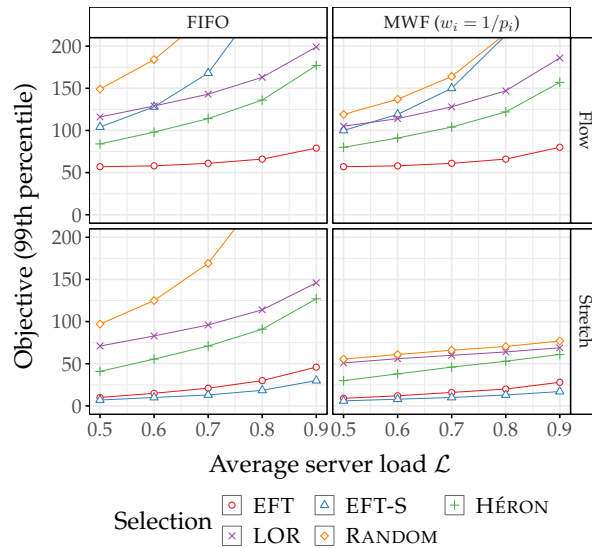 FIFO
MWF (wᵢ = 1/pᵢ)
200
150
100
50
0
Flow
200
150
100
50
0
Stretch
Objective (99th percentile)
0.5 0.6 0.7 0.8 0.9 0.5 0.6 0.7 0.8 0.9
Average server load ℒ
Selection
EFT EFT-S HÉRON
LOR RANDOM